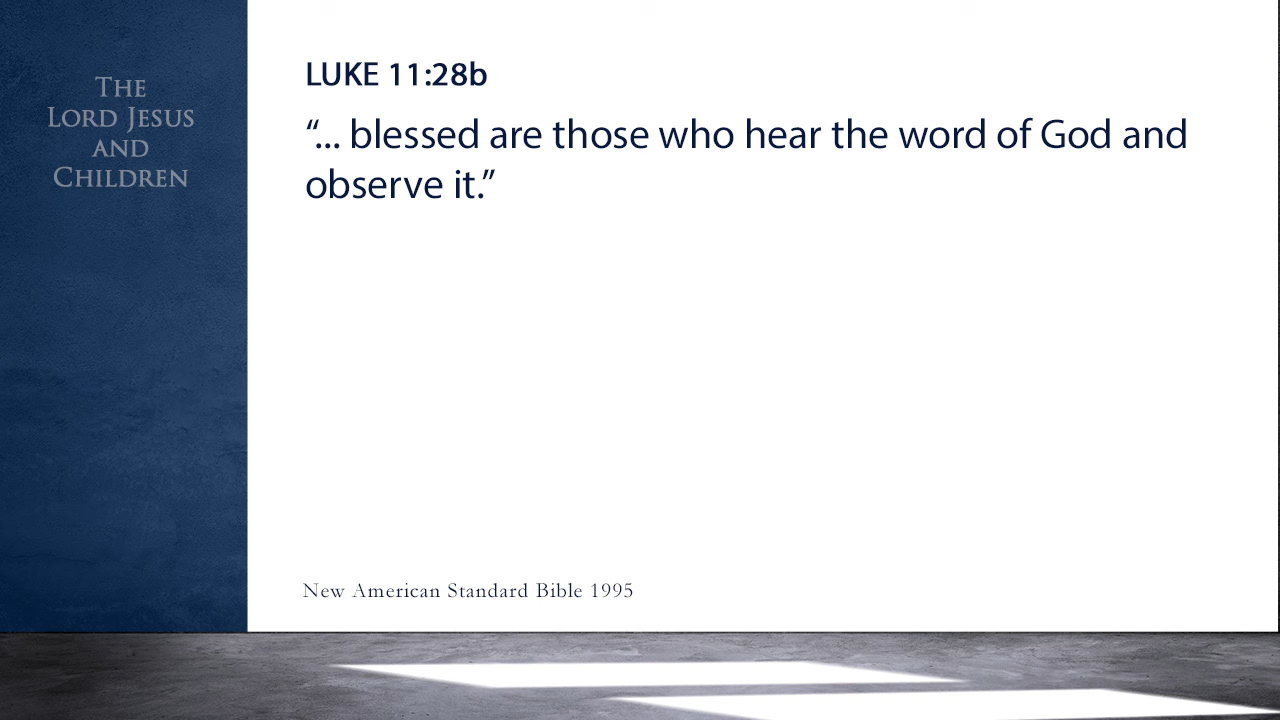 The
Lord Jesus
and
Children
LUKE 11:28b
“... blessed are those who hear the word of God and
observe it.”
New American Standard Bible 1995